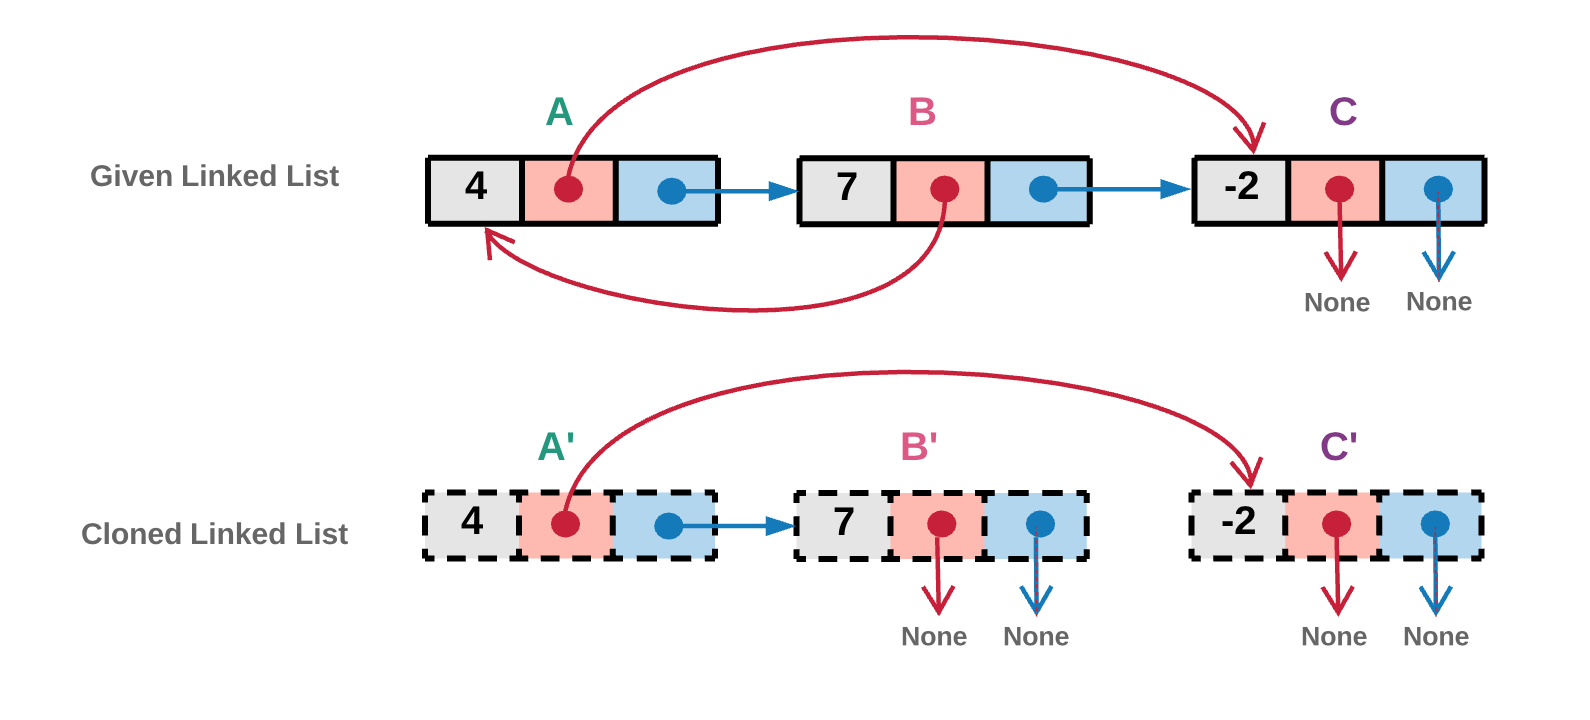 A B C
Given Linked List 4 7 -2
None None
A' B' C'
4 7 -2
Cloned Linked List
None None None None